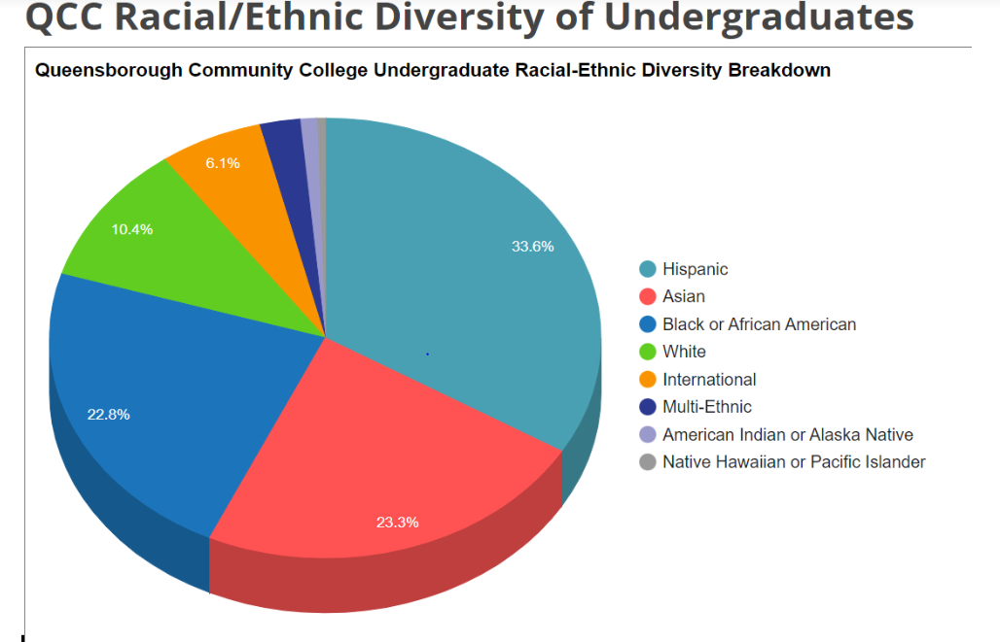 QCC Racial/Ethnic Diversity of Undergraduates
Queensborough Community College Undergraduate Racial-Ethnic Diversity Breakdown
6.1%
10.4%
33.6%
22.8%
23.3%
Hispanic
Asian
Black or African American
White
International
Multi-Ethnic
American Indian or Alaska Native
Native Hawaiian or Pacific Islander